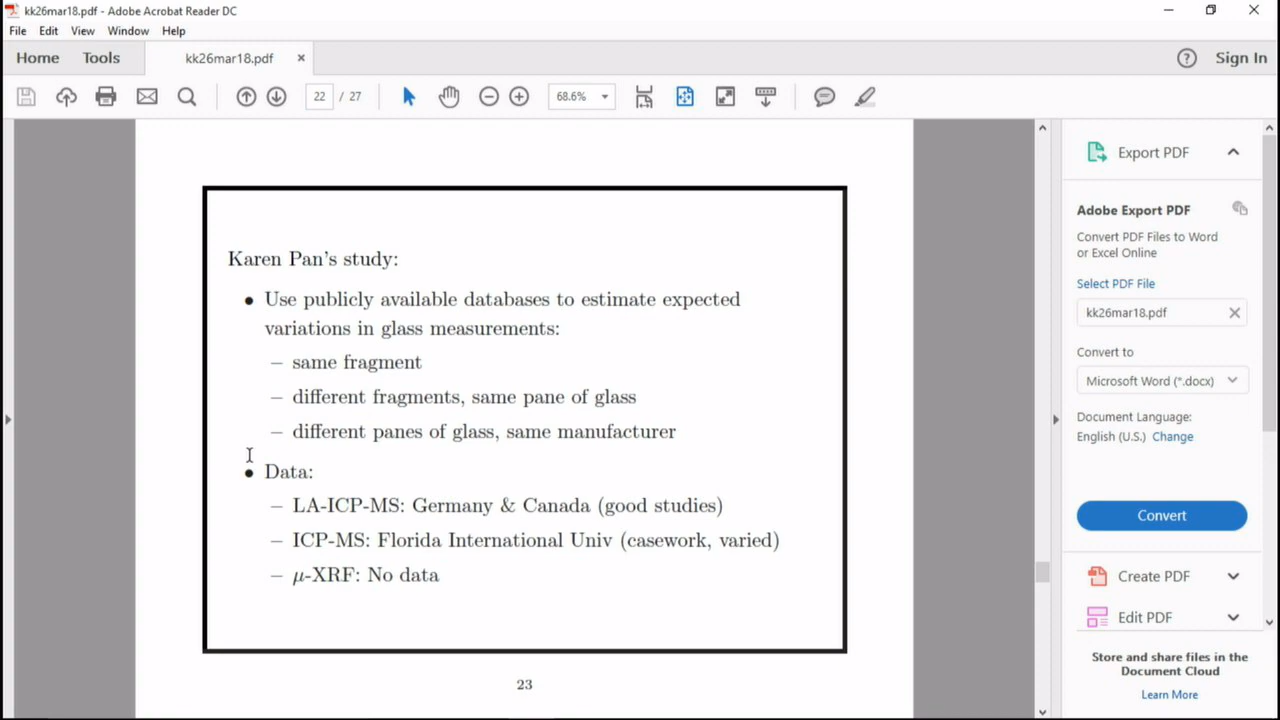 kk26mar18.pdf - Adobe Acrobat Reader DC
File Edit View Window Help
Home Tools kk26mar18.pdf × ? Sign In
22 / 27 68.6%
Karen Pan's study:
• Use publicly available databases to estimate expected
variations in glass measurements:
– same fragment
– different fragments, same pane of glass
– different panes of glass, same manufacturer
• Data:
– LA-ICP-MS: Germany & Canada (good studies)
– ICP-MS: Florida International Univ (casework, varied)
– μ-XRF: No data
23
Export PDF
Adobe Export PDF
Convert PDF Files to Word
or Excel Online
Select PDF File
kk26mar18.pdf
Convert to
Microsoft Word (*.docx)
Document Language:
English (U.S.) Change
Convert
Create PDF
Edit PDF
Store and share files in the
Document Cloud
Learn More